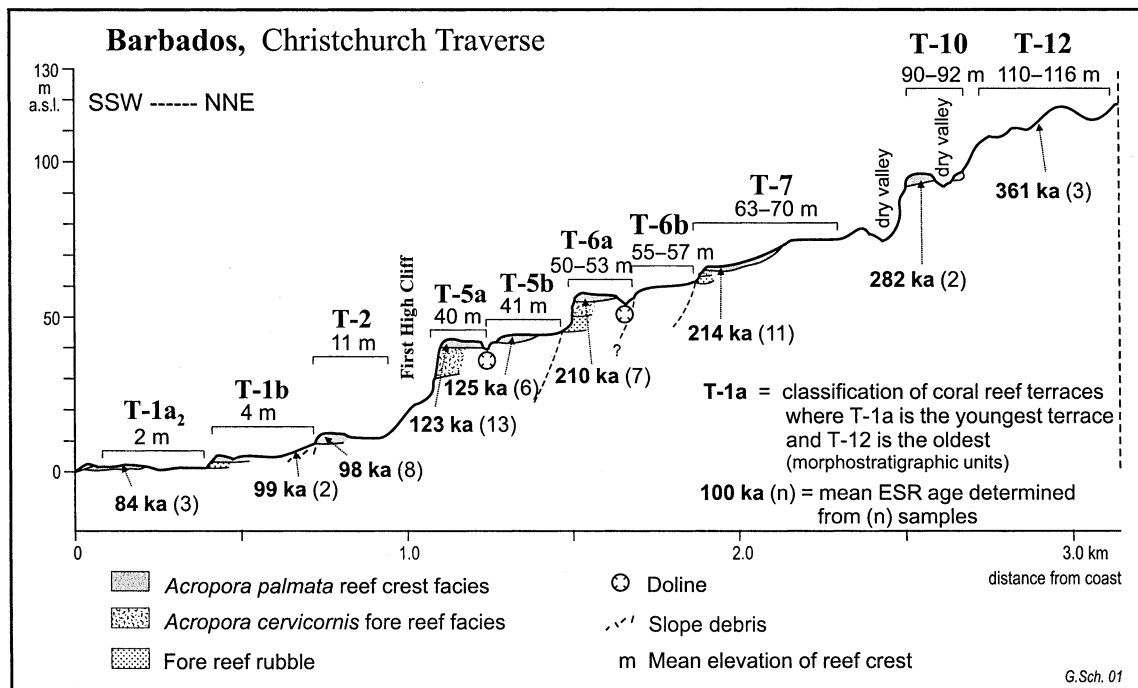 Barbados, Christchurch Traverse
T-10 T-12
90–92 m 110–116 m
130
m
a.s.l.
SSW ------ NNE
dry valley
dry valley
100
361 ka (3)
T-7
63–70 m
T-6b
55–57 m
T-6a
50–53 m
282 ka (2)
First High Cliff
T-5a
40 m
T-5b
41 m
50
T-2
11 m
?
214 ka (11)
125 ka (6)
210 ka (7)
123 ka (13)
T-1b
4 m
T-1a2
2 m
0
84 ka (3)
99 ka (2)
98 ka (8)
T-1a = classification of coral reef terraces
where T-1a is the youngest terrace
and T-12 is the oldest
(morphostratigraphic units)
100 ka (n) = mean ESR age determined
from (n) samples
0 1.0 2.0 3.0 km
distance from coast
Acropora palmata reef crest facies
Acropora cervicornis fore reef facies
Fore reef rubble
Doline
Slope debris
m Mean elevation of reef crest
G.Sch. 01